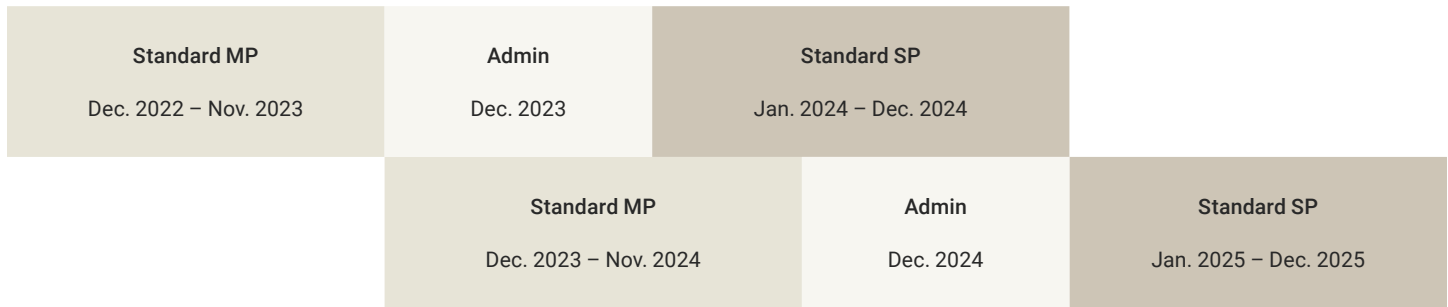 Standard MP
Dec. 2022 – Nov. 2023
Admin
Dec. 2023
Standard SP
Jan. 2024 – Dec. 2024
Standard MP
Dec. 2023 – Nov. 2024
Admin
Dec. 2024
Standard SP
Jan. 2025 – Dec. 2025